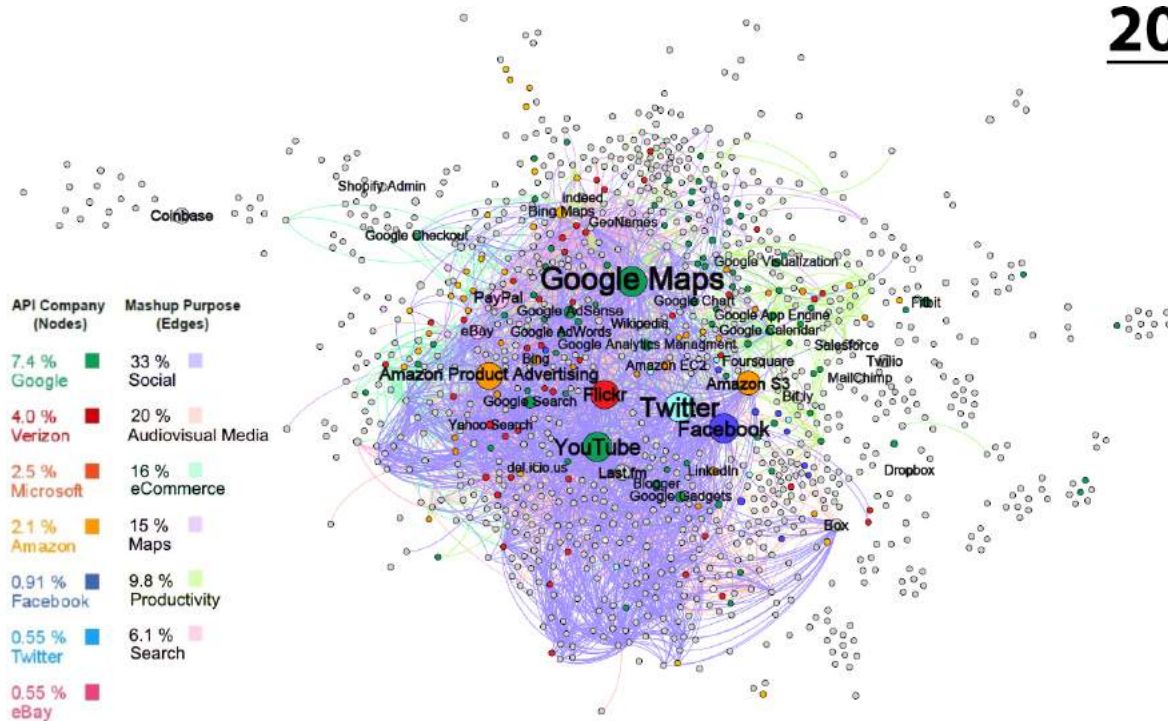 20
Shopify Admin
Indeed
Coinbase
Bing Maps
GeoNames
Google Checkout
Google Visualization
Google Maps
PayPal
Google Chart
Fitbit
Google AdSense
Google App Engine
eBay
Google AdWords
Wikipedia
Google Calendar
Google Analytics Managment
Salesforce
Bing
Amazon EC2
Foursquare
Twilio
Amazon Product Advertising
Amazon S3
MailChimp
Flickr
Bit.ly
Google Search
Twitter
Yahoo Search
Facebook
YouTube
del.icio.us
Last.fm
LinkedIn
Dropbox
Blogger
Google Gadgets
Box
API Company
(Nodes)
7.4 %
Google
4.0 %
Verizon
2.5 %
Microsoft
2.1 %
Amazon
0.91 %
Facebook
0.55 %
Twitter
0.55 %
eBay
Mashup Purpose
(Edges)
33 %
Social
20 %
Audiovisual Media
16 %
eCommerce
15 %
Maps
9.8 %
Productivity
6.1 %
Search